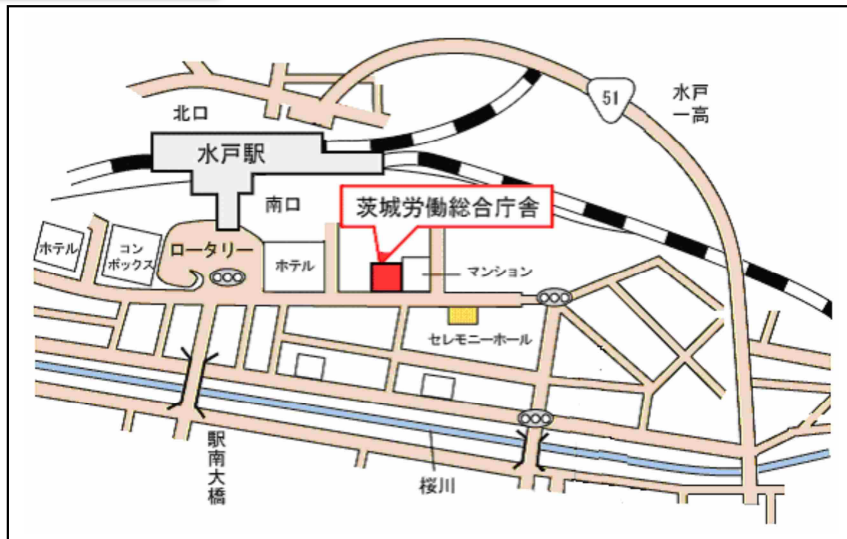 51
水戸
一高
北口
水戸駅
南口
茨城労働総合庁舎
ホテル
コン
ボックス
ロータリー
ホテル
マンション
セレモニーホール
駅南大橋
桜川